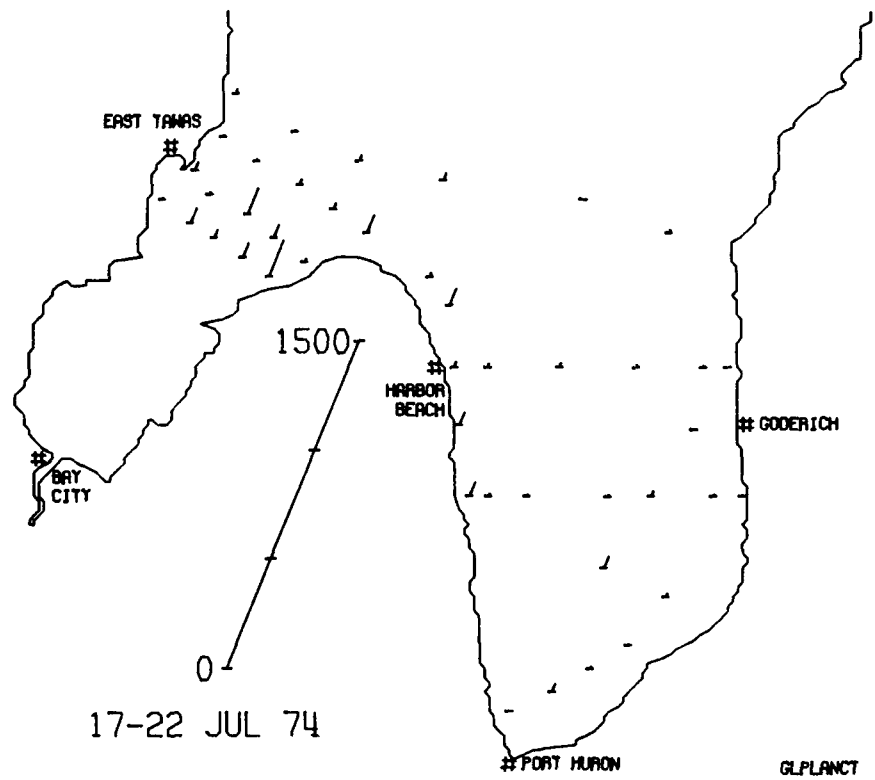 EAST TAWAS
1500
HARBOR
BEACH
GODERICH
BAY
CITY
0
17-22 JUL 74
PORT HURON
GLPLANCT